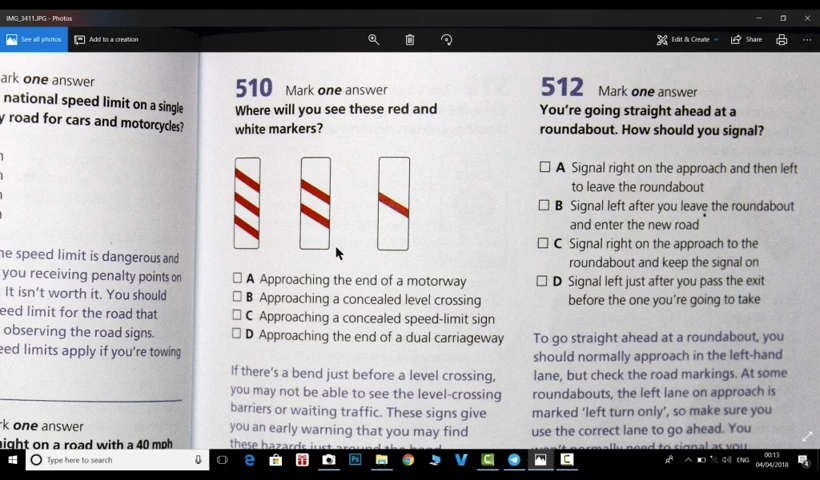 IMG_3411.JPG - Photos
See all photos
Add to a creation
Edit & Create
Share
ark one answer
national speed limit on a single
y road for cars and motorcycles?
he speed limit is dangerous and
you receiving penalty points on
. It isn't worth it. You should
eed limit for the road that
observing the road signs.
eed limits apply if you're towing
rk one answer
ight on a road with a 40 mph
510 Mark one answer
Where will you see these red and
white markers?
A Approaching the end of a motorway
B Approaching a concealed level crossing
C Approaching a concealed speed-limit sign
D Approaching the end of a dual carriageway
If there's a bend just before a level crossing,
you may not be able to see the level-crossing
barriers or waiting traffic. These signs give
you an early warning that you may find
these hazards just around the bend
512 Mark one answer
You're going straight ahead at a
roundabout. How should you signal?
A Signal right on the approach and then left
to leave the roundabout
B Signal left after you leave the roundabout
and enter the new road
C Signal right on the approach to the
roundabout and keep the signal on
D Signal left just after you pass the exit
before the one you're going to take
To go straight ahead at a roundabout, you
should normally approach in the left-hand
lane, but check the road markings. At some
roundabouts, the left lane on approach is
marked 'left turn only', so make sure you
use the correct lane to go ahead. You
won't normally need to signal as you
Type here to search
ENG
00:13
04/04/2018